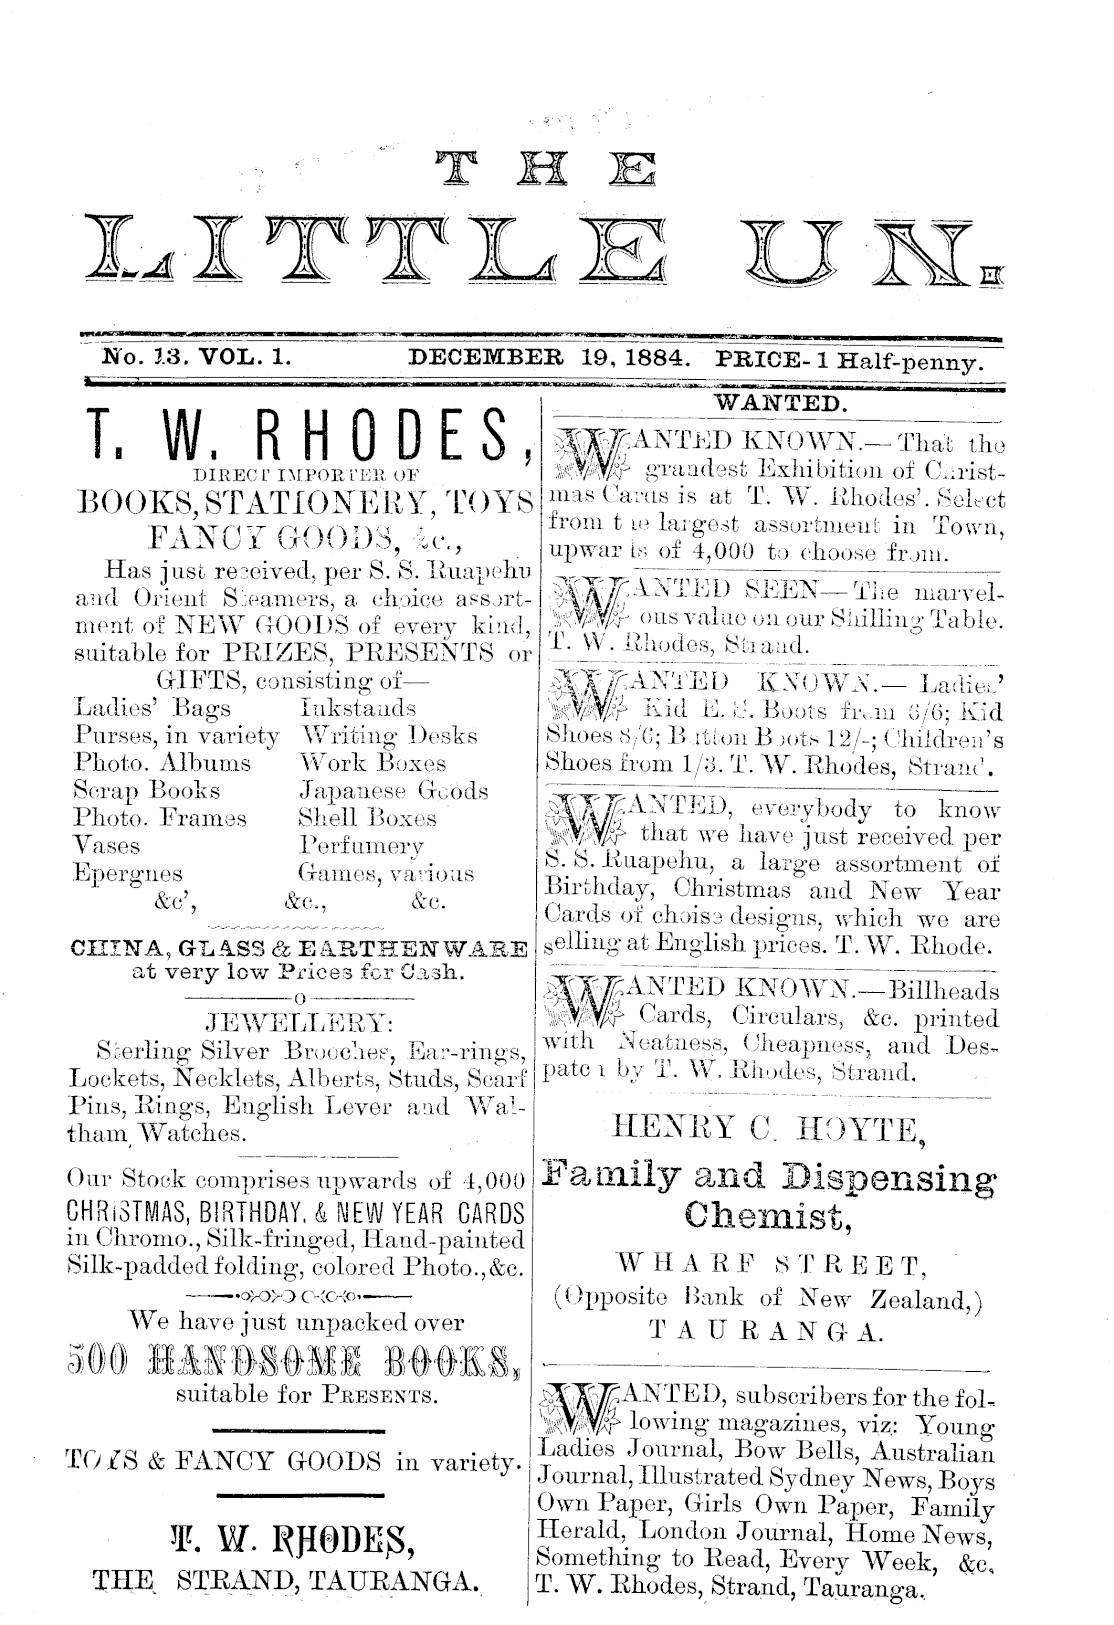 THE
LITTLE UN.
No. 13. VOL. 1. DECEMBER 19, 1884. PRICE- 1 Half-penny.
T. W. RHODES,
DIRECT IMPORTER OF
BOOKS, STATIONERY, TOYS
FANCY GOODS, &c.,
Has just received, per S. S. Ruapehu
and Orient Steamers, a choice assort-
ment of NEW GOODS of every kind,
suitable for PRIZES, PRESENTS or
GIFTS, consisting of—
Ladies' Bags Inkstands
Purses, in variety Writing Desks
Photo. Albums Work Boxes
Scrap Books Japanese Goods
Photo. Frames Shell Boxes
Vases Perfumery
Epergnes Games, various
&c', &c., &c.
CHINA, GLASS & EARTHENWARE
at very low Prices for Cash.
O
JEWELLERY:
Sterling Silver Brooches, Ear-rings,
Lockets, Necklets, Alberts, Studs, Scarf
Pins, Rings, English Lever and Wal-
tham Watches.
Our Stock comprises upwards of 4,000
CHRISTMAS, BIRTHDAY, & NEW YEAR CARDS
in Chromo., Silk-fringed, Hand-painted
Silk-padded folding, colored Photo., &c.
We have just unpacked over
500 HANDSOME BOOKS,
suitable for PRESENTS.
TOYS & FANCY GOODS in variety.
T. W. RHODES,
THE STRAND, TAURANGA.
WANTED.
WANTED KNOWN.— That the
grandest Exhibition of Christ-
mas Cards is at T. W. Rhodes'. Select
from the largest assortment in Town,
upwards of 4,000 to choose from.
WANTED SEEN— The marvel-
ous value on our Shilling Table.
T. W. Rhodes, Strand.
WANTED KNOWN.— Ladies'
Kid E. S. Boots from 6/6; Kid
Shoes 8/6; Button Boots 12/-; Children's
Shoes from 1/3. T. W. Rhodes, Strand.
WANTED, everybody to know
that we have just received per
S. S. Ruapehu, a large assortment of
Birthday, Christmas and New Year
Cards of choise designs, which we are
selling at English prices. T. W. Rhode.
WANTED KNOWN.—Billheads
Cards, Circulars, &c. printed
with Neatness, Cheapness, and Des-
patch by T. W. Rhodes, Strand.
HENRY C. HOYTE,
Family and Dispensing
Chemist,
WHARF STREET,
(Opposite Bank of New Zealand,)
TAURANGA.
WANTED, subscribers for the fol-
lowing magazines, viz: Young
Ladies Journal, Bow Bells, Australian
Journal, Illustrated Sydney News, Boys
Own Paper, Girls Own Paper, Family
Herald, London Journal, Home News,
Something to Read, Every Week, &c.
T. W. Rhodes, Strand, Tauranga.